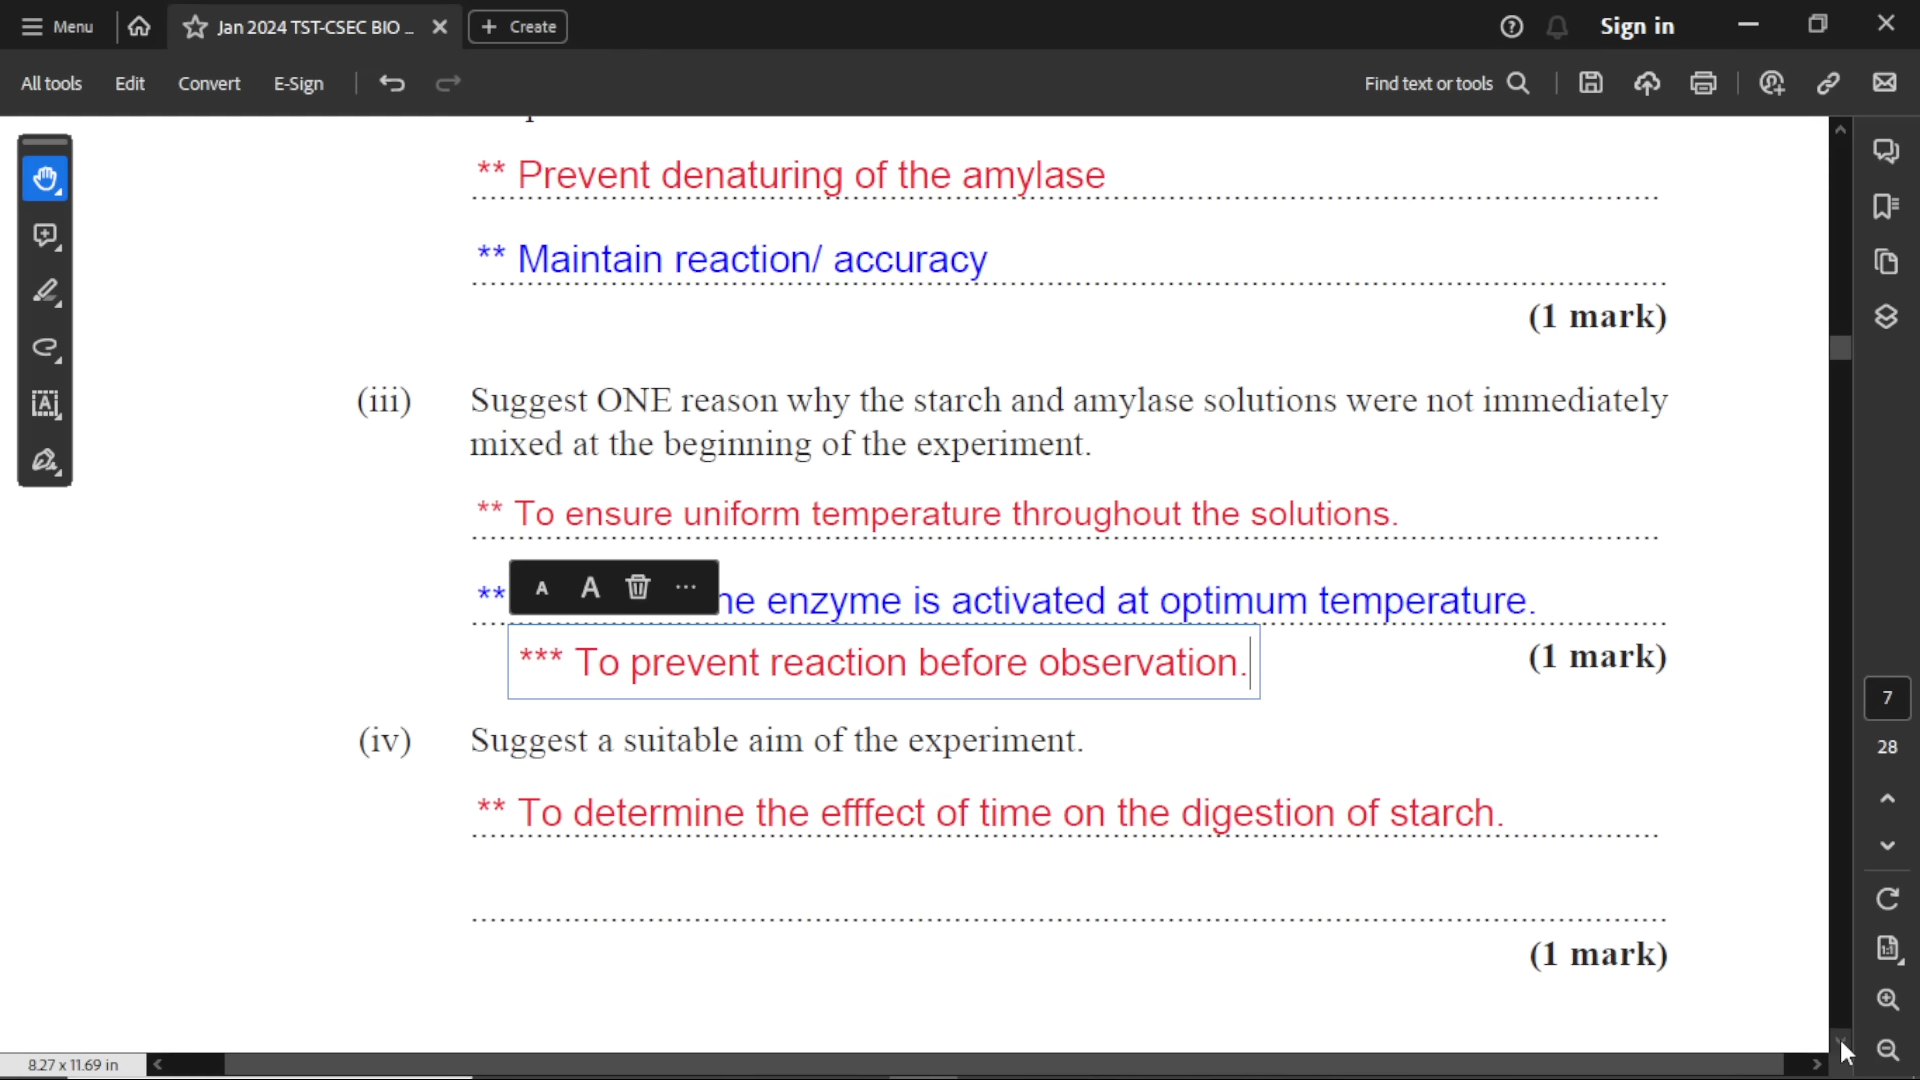 Menu
Jan 2024 TST-CSEC BIO ...
Create
Sign in
All tools
Edit
Convert
E-Sign
Find text or tools
** Prevent denaturing of the amylase
** Maintain reaction/ accuracy
(1 mark)
(iii) Suggest ONE reason why the starch and amylase solutions were not immediately
mixed at the beginning of the experiment.
** To ensure uniform temperature throughout the solutions.
A A ...
** enzyme is activated at optimum temperature.
*** To prevent reaction before observation.
(1 mark)
(iv) Suggest a suitable aim of the experiment.
** To determine the efffect of time on the digestion of starch.
(1 mark)
7
28
8.27 x 11.69 in